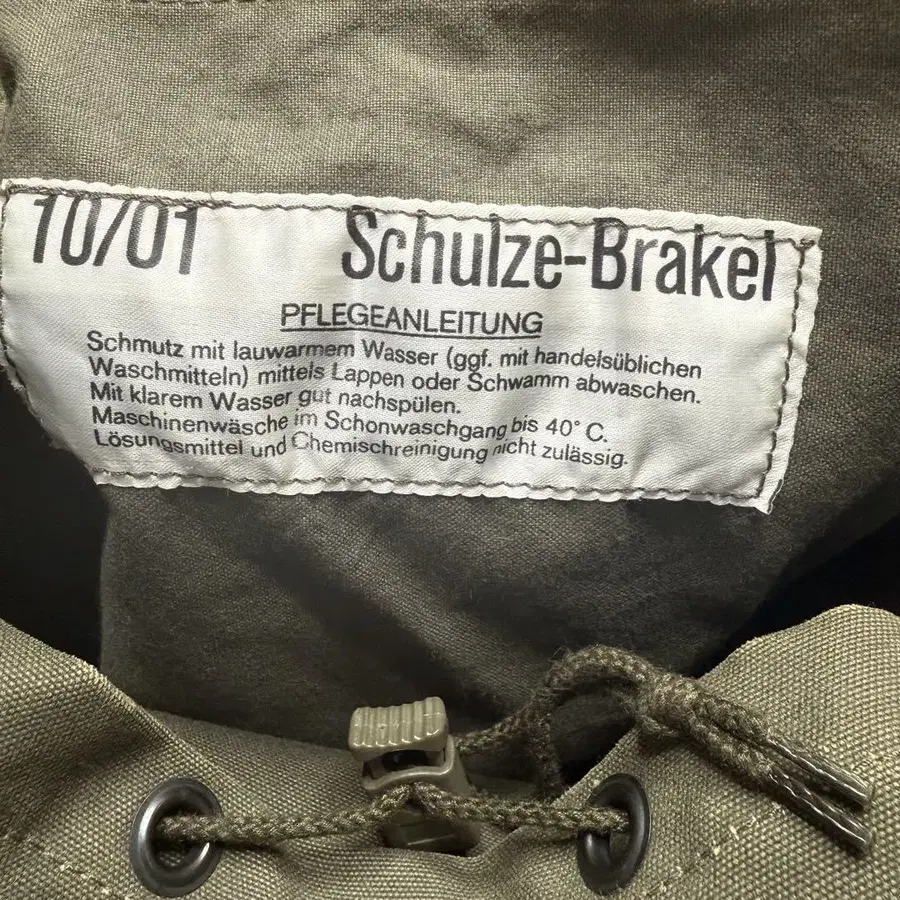 10/01 Schulze-Brakel
PFLEGEANLEITUNG
Schmutz mit lauwarmem Wasser (ggf. mit handelsüblichen
Waschmitteln) mittels Lappen oder Schwamm abwaschen.
Mit klarem Wasser gut nachspülen.
Maschinenwäsche im Schonwaschgang bis 40° C.
Lösungsmittel und Chemischreinigung nicht zulässig.